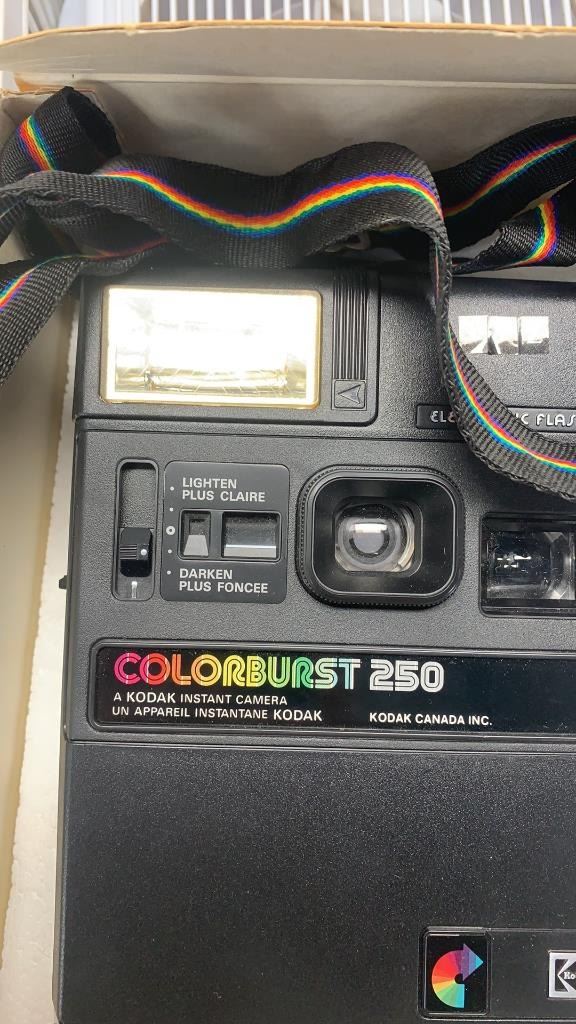 LIGHTEN
PLUS CLAIRE
DARKEN
PLUS FONCEE
COLORBURST 250
A KODAK INSTANT CAMERA
UN APPAREIL INSTANTANE KODAK
KODAK CANADA INC.